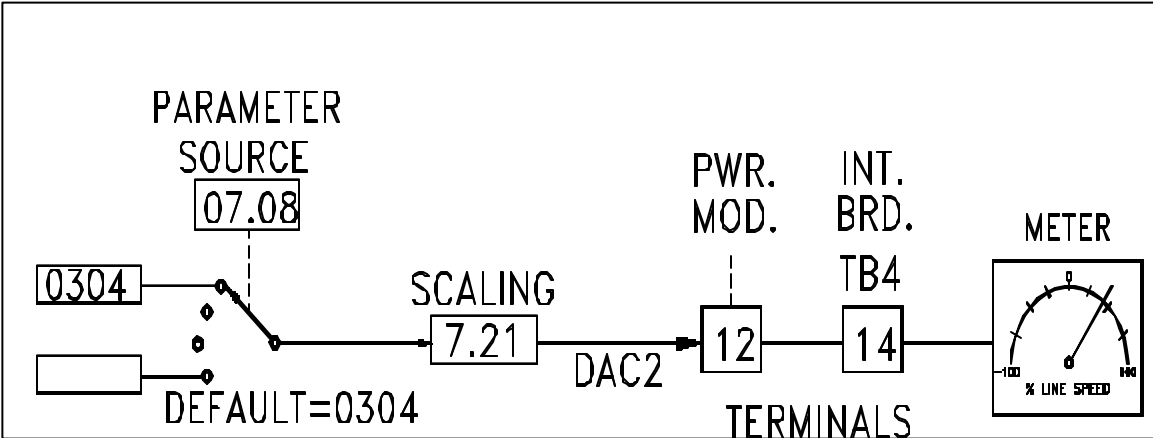 PARAMETER
SOURCE
07.08
0304
DEFAULT=0304
SCALING
7.21
DAC2
PWR.
MOD.
12
INT.
BRD.
TB4
14
TERMINALS
METER
0
-100
% LINE SPEED